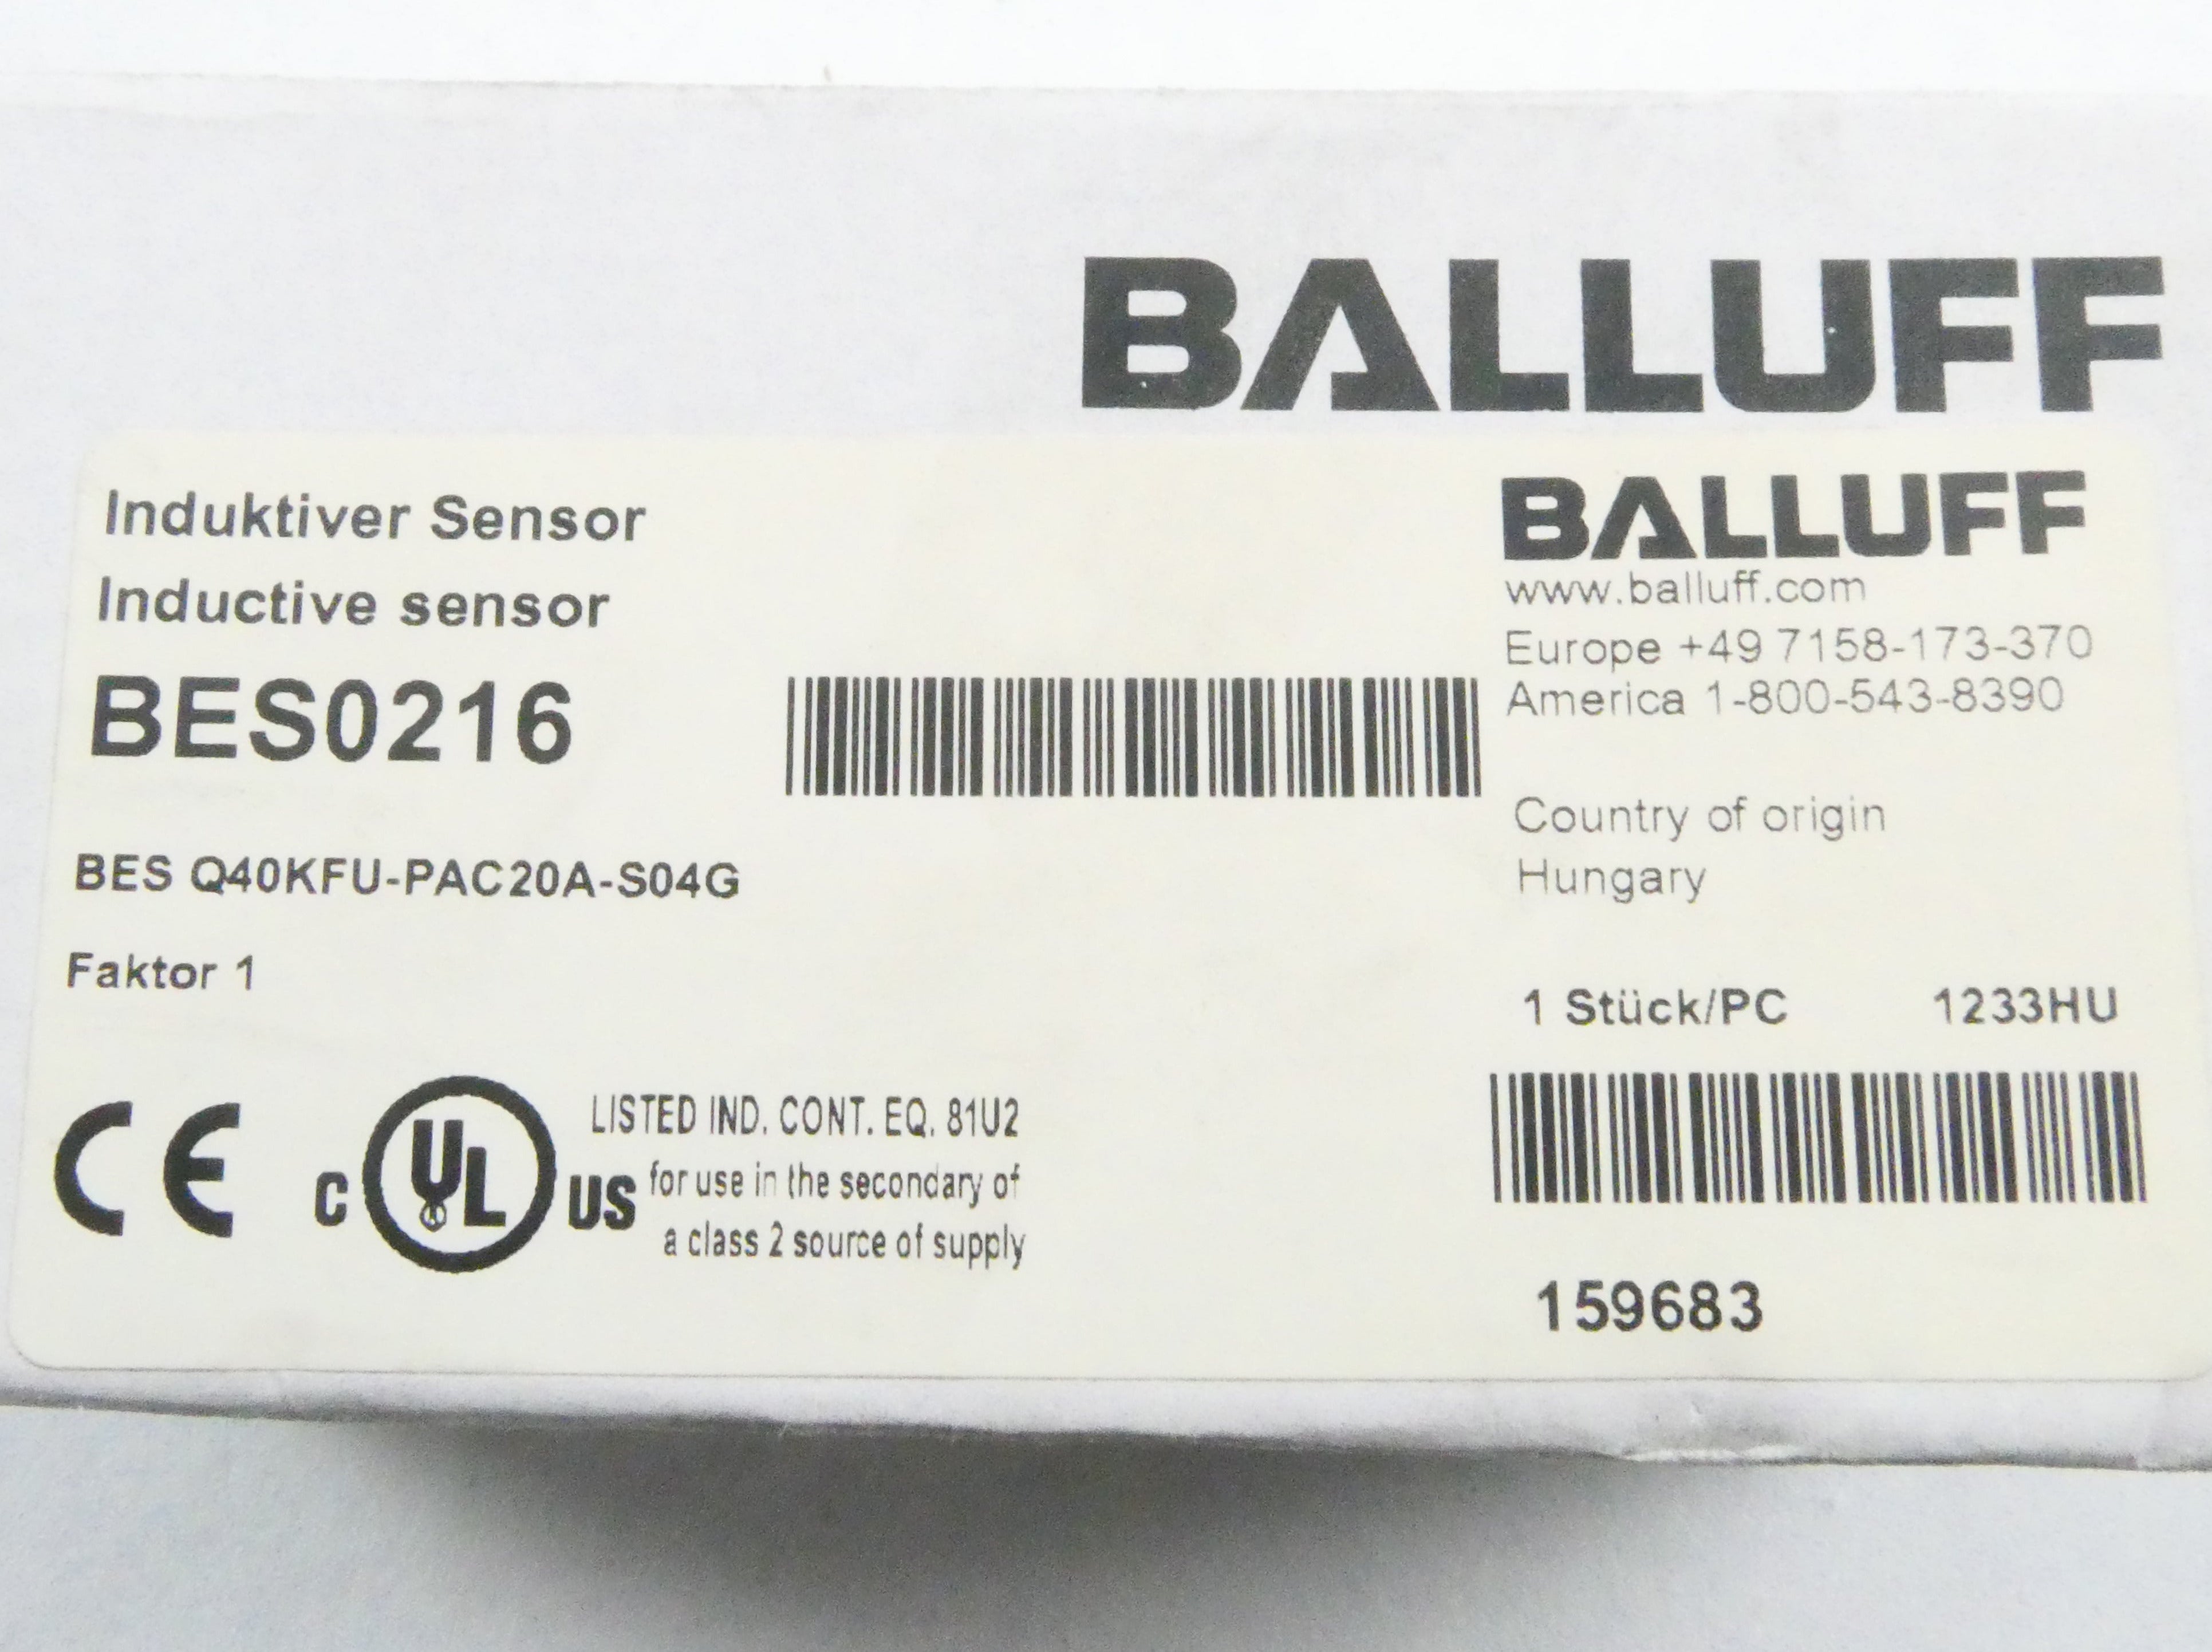 BALLUFF
Induktiver Sensor
Inductive sensor
BES0216
BES Q40KFU-PAC20A-S04G
Faktor 1
CE
C UL US
LISTED IND. CONT. EQ. 81U2
for use in the secondary of
a class 2 source of supply
BALLUFF
www.balluff.com
Europe +49 7158-173-370
America 1-800-543-8390
Country of origin
Hungary
1 Stück/PC 1233HU
159683